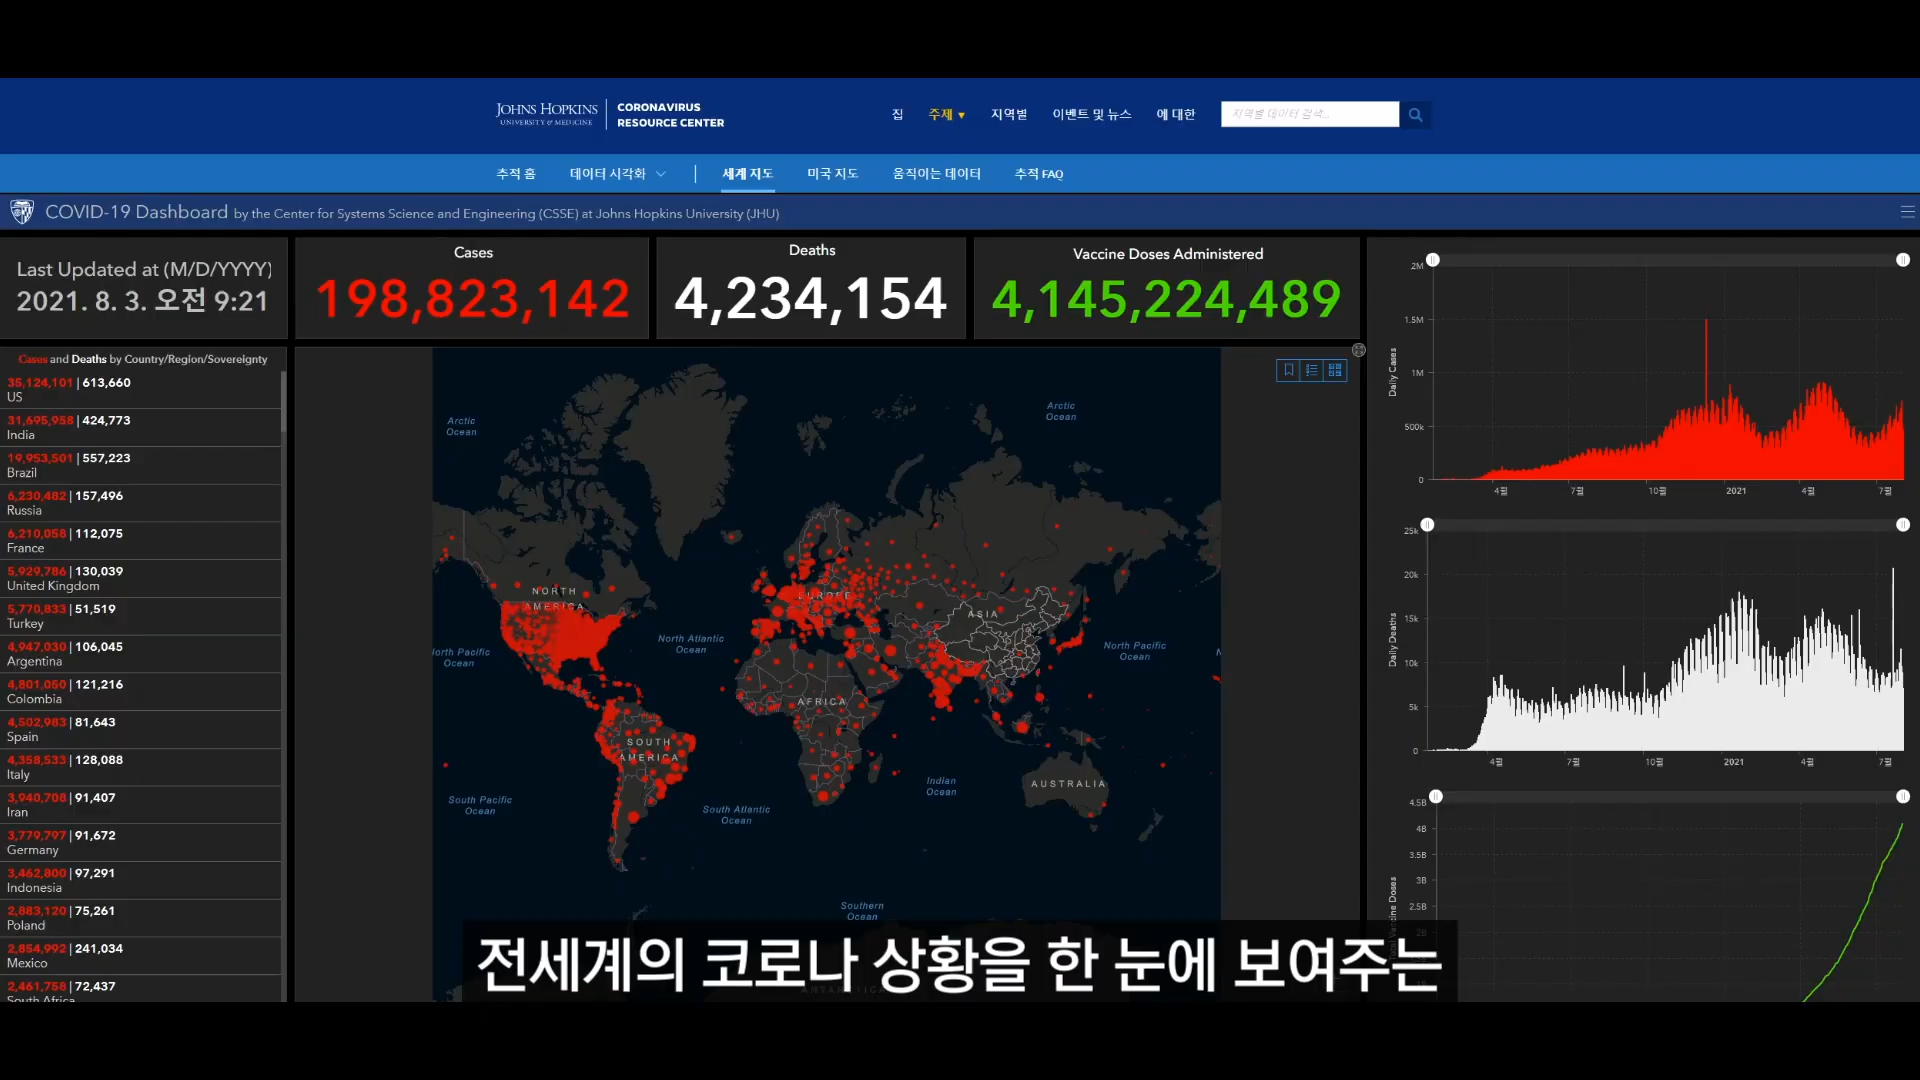 JOHNS HOPKINS
UNIVERSITY & MEDICINE
CORONAVIRUS
RESOURCE CENTER
집
주제 ▼
지역별
이벤트 및 뉴스
에 대한
지역별 데이터 검색...
추적 홈
데이터 시각화
세계 지도
미국 지도
움직이는 데이터
추적 FAQ
COVID-19 Dashboard by the Center for Systems Science and Engineering (CSSE) at Johns Hopkins University (JHU)
Last Updated at (M/D/YYYY)
2021. 8. 3. 오전 9:21
Cases
198,823,142
Deaths
4,234,154
Vaccine Doses Administered
4,145,224,489
Cases and Deaths by Country/Region/Sovereignty
35,124,101 | 613,660
US
31,695,958 | 424,773
India
19,953,501 | 557,223
Brazil
6,230,482 | 157,496
Russia
6,210,058 | 112,075
France
5,929,786 | 130,039
United Kingdom
5,770,833 | 51,519
Turkey
4,947,030 | 106,045
Argentina
4,801,050 | 121,216
Colombia
4,502,983 | 81,643
Spain
4,358,533 | 128,088
Italy
3,940,708 | 91,407
Iran
3,779,797 | 91,672
Germany
3,462,800 | 97,291
Indonesia
2,883,120 | 75,261
Poland
2,854,992 | 241,034
Mexico
2,461,758 | 72,437
South Africa
Arctic
Ocean
Arctic
Ocean
NORTH
AMERICA
EUROPE
ASIA
North Atlantic
Ocean
North Pacific
Ocean
orth Pacific
Ocean
N
AFRICA
SOUTH
AMERICA
Indian
Ocean
AUSTRALIA
South Pacific
Ocean
South Atlantic
Ocean
Southern
Ocean
2M
1.5M
1M
500k
0
Daily Cases
4월
7월
10월
2021
4월
7월
25k
20k
15k
10k
5k
0
Daily Deaths
4월
7월
10월
2021
4월
7월
4.5B
4B
3.5B
3B
2.5B
2B
전세계의 코로나 상황을 한 눈에 보여주는